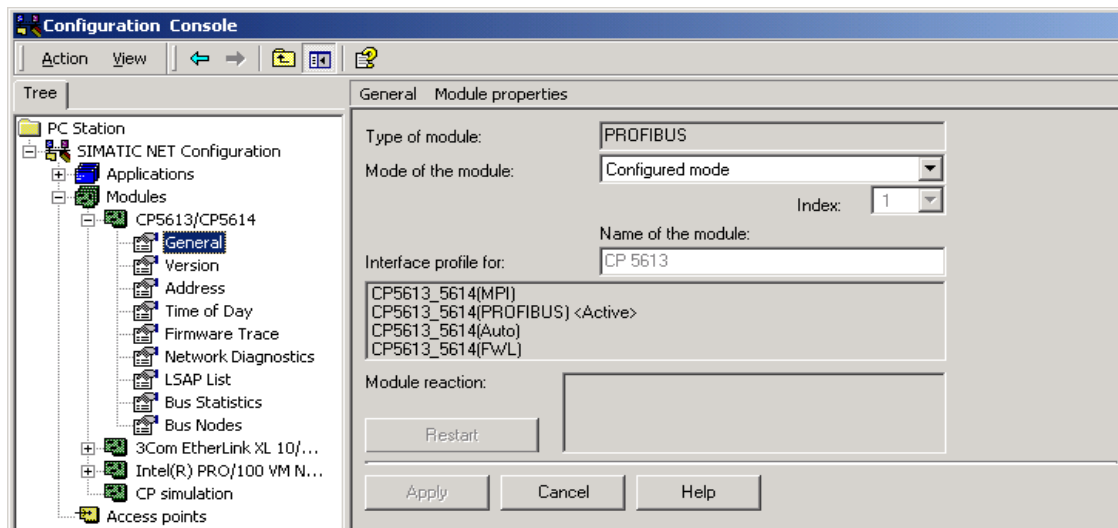 Configuration Console
Action View
Tree
General Module properties
PC Station
SIMATIC NET Configuration
Applications
Modules
CP5613/CP5614
General
Version
Address
Time of Day
Firmware Trace
Network Diagnostics
LSAP List
Bus Statistics
Bus Nodes
3Com EtherLink XL 10/...
Intel(R) PRO/100 VM N...
CP simulation
Access points
Type of module: PROFIBUS
Mode of the module: Configured mode
Index: 1
Name of the module:
Interface profile for: CP 5613
CP5613_5614(MPI)
CP5613_5614(PROFIBUS) <Active>
CP5613_5614(Auto)
CP5613_5614(FWL)
Module reaction:
Restart
Apply Cancel Help